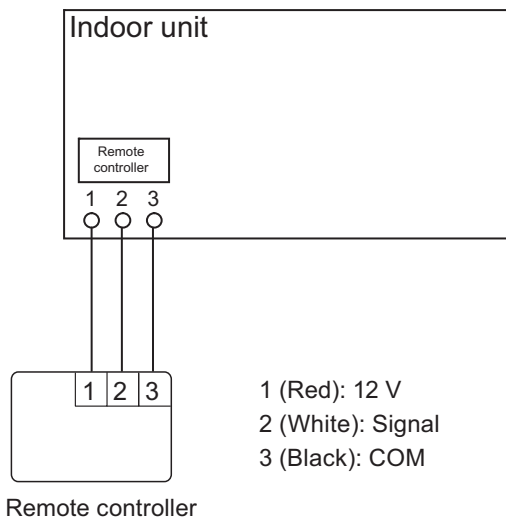 Indoor unit
Remote
controller
1 2 3
1 2 3
1 (Red): 12 V
2 (White): Signal
3 (Black): COM
Remote controller